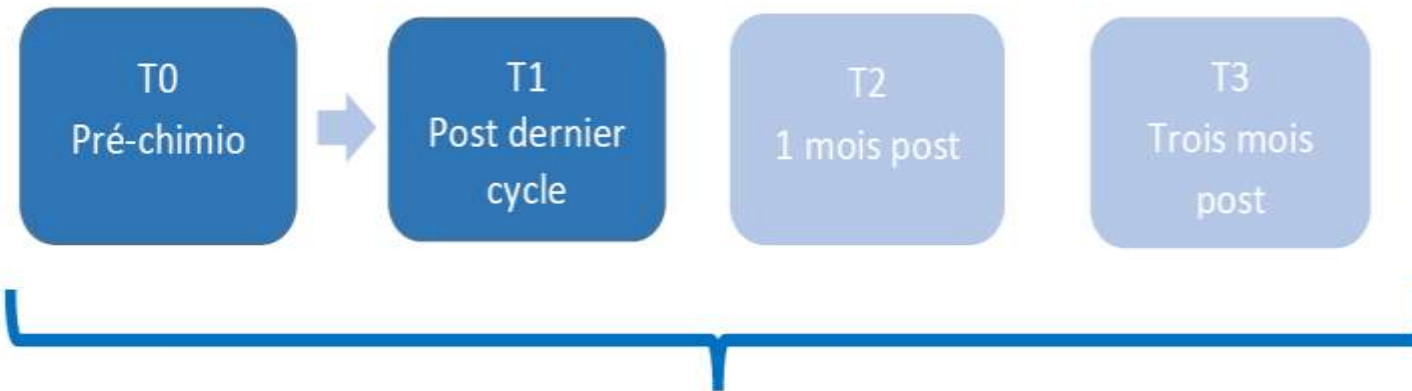 T0
Pré-chimio
T1
Post dernier
cycle
T2
1 mois post
T3
Trois mois
post